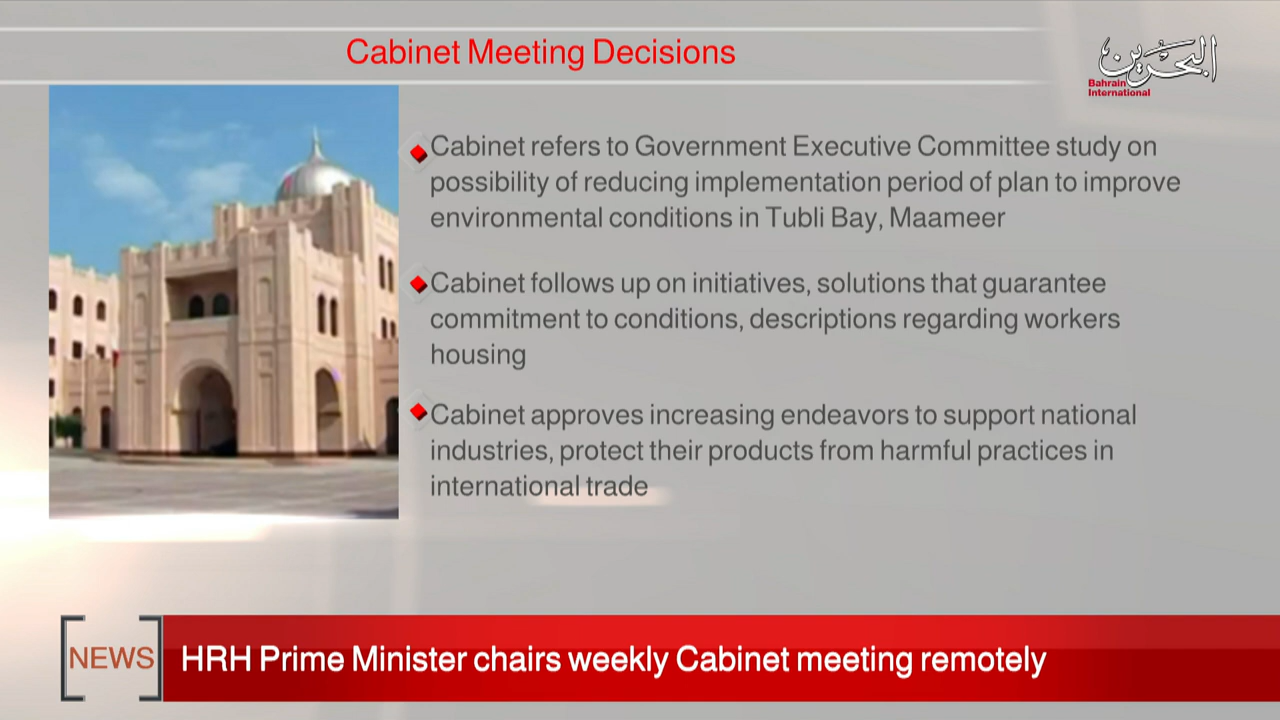 Cabinet Meeting Decisions
البحرين
Bahrain
International
Cabinet refers to Government Executive Committee study on
possibility of reducing implementation period of plan to improve
environmental conditions in Tubli Bay, Maameer
Cabinet follows up on initiatives, solutions that guarantee
commitment to conditions, descriptions regarding workers
housing
Cabinet approves increasing endeavors to support national
industries, protect their products from harmful practices in
international trade
NEWS
HRH Prime Minister chairs weekly Cabinet meeting remotely